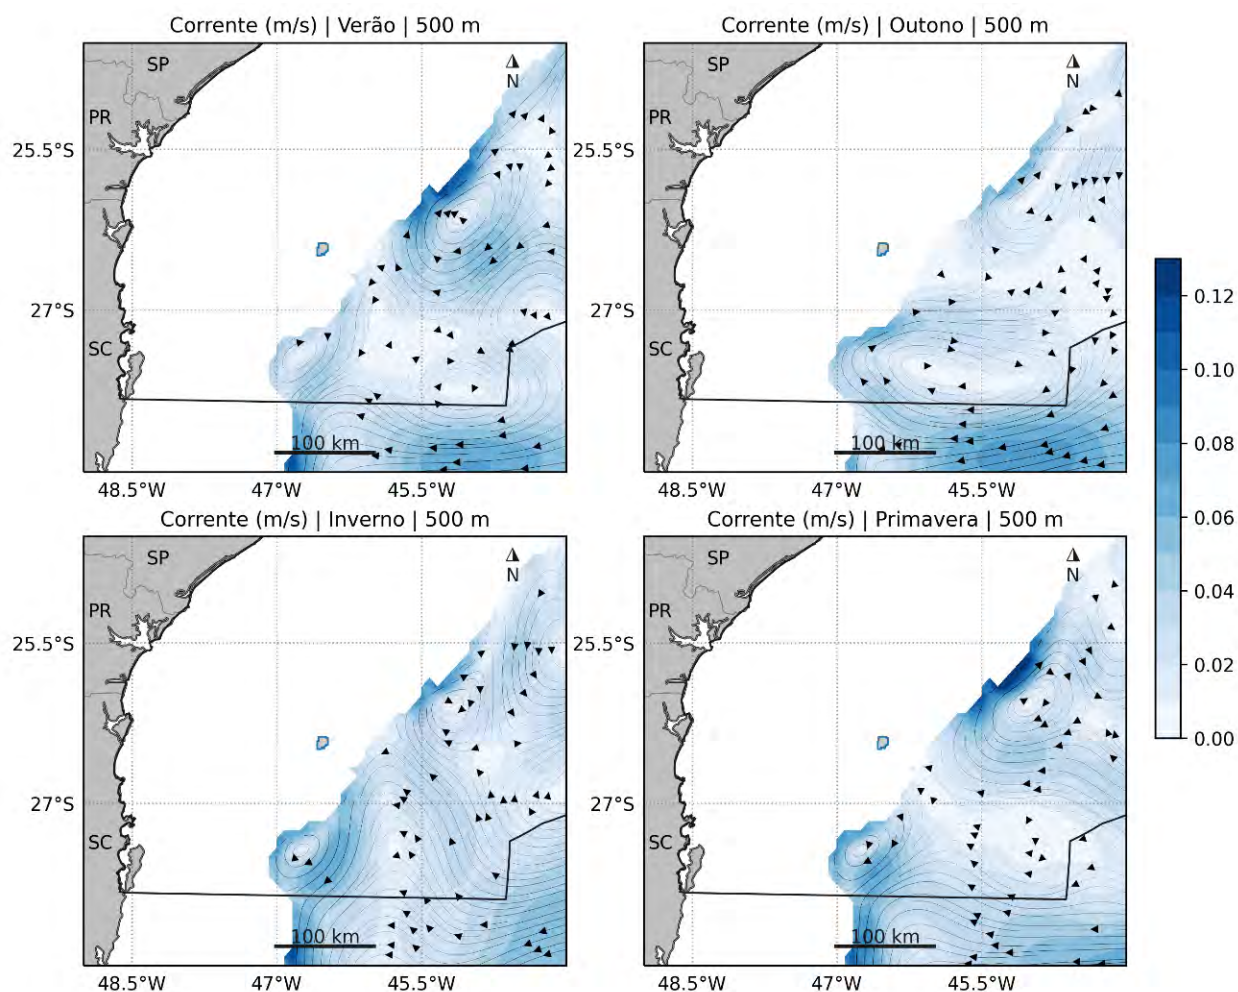 Corrente (m/s) | Verão | 500 m
SP
N
PR
25.5°S
27°S
SC
100 km
48.5°W 47°W 45.5°W
Corrente (m/s) | Outono | 500 m
SP
N
PR
25.5°S
27°S
SC
100 km
48.5°W 47°W 45.5°W
Corrente (m/s) | Inverno | 500 m
SP
N
PR
25.5°S
27°S
SC
100 km
48.5°W 47°W 45.5°W
Corrente (m/s) | Primavera | 500 m
SP
N
PR
25.5°S
27°S
SC
100 km
48.5°W 47°W 45.5°W
0.12
0.10
0.08
0.06
0.04
0.02
0.00